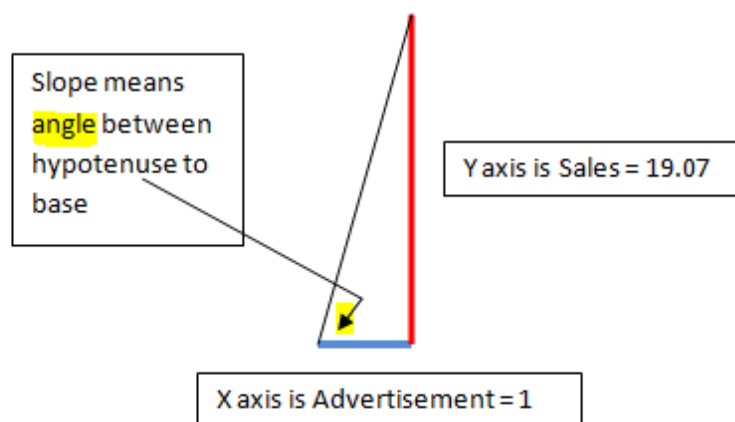 Slope means
angle between
hypotenuse to
base
Y axis is Sales = 19.07
X axis is Advertisement = 1